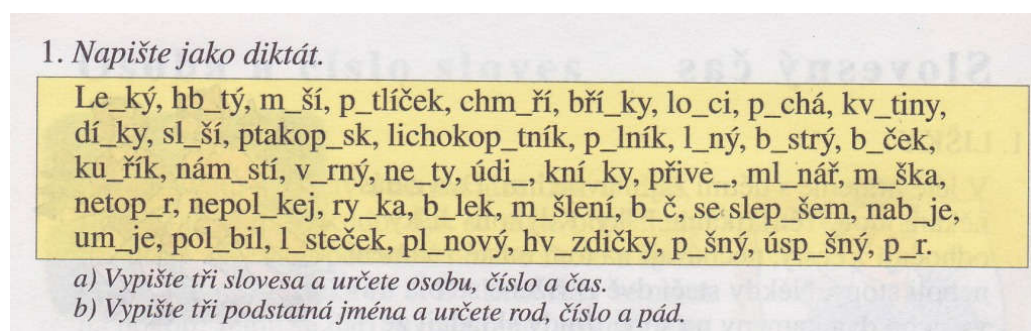 1. Napište jako diktát.
Le_ký, hb_tý, m_ší, p_tlíček, chm_ří, bří_ky, lo_ci, p_chá, kv_tiny,
dí_ky, sl_ší, ptakop_sk, lichokop_tník, p_lník, l_ný, b_strý, b_ček,
ku_řík, nám_stí, v_rný, ne_ty, údi_, kní_ky, přive_, ml_nář, m_ška,
netop_r, nepol_kej, ry_ka, b_lek, m_šlení, b_č, se slep_šem, nab_je,
um_je, pol_bil, l_steček, pl_nový, hv_zdičky, p_šný, úsp_šný, p_r.
a) Vypište tři slovesa a určete osobu, číslo a čas.
b) Vypište tři podstatná jména a určete rod, číslo a pád.